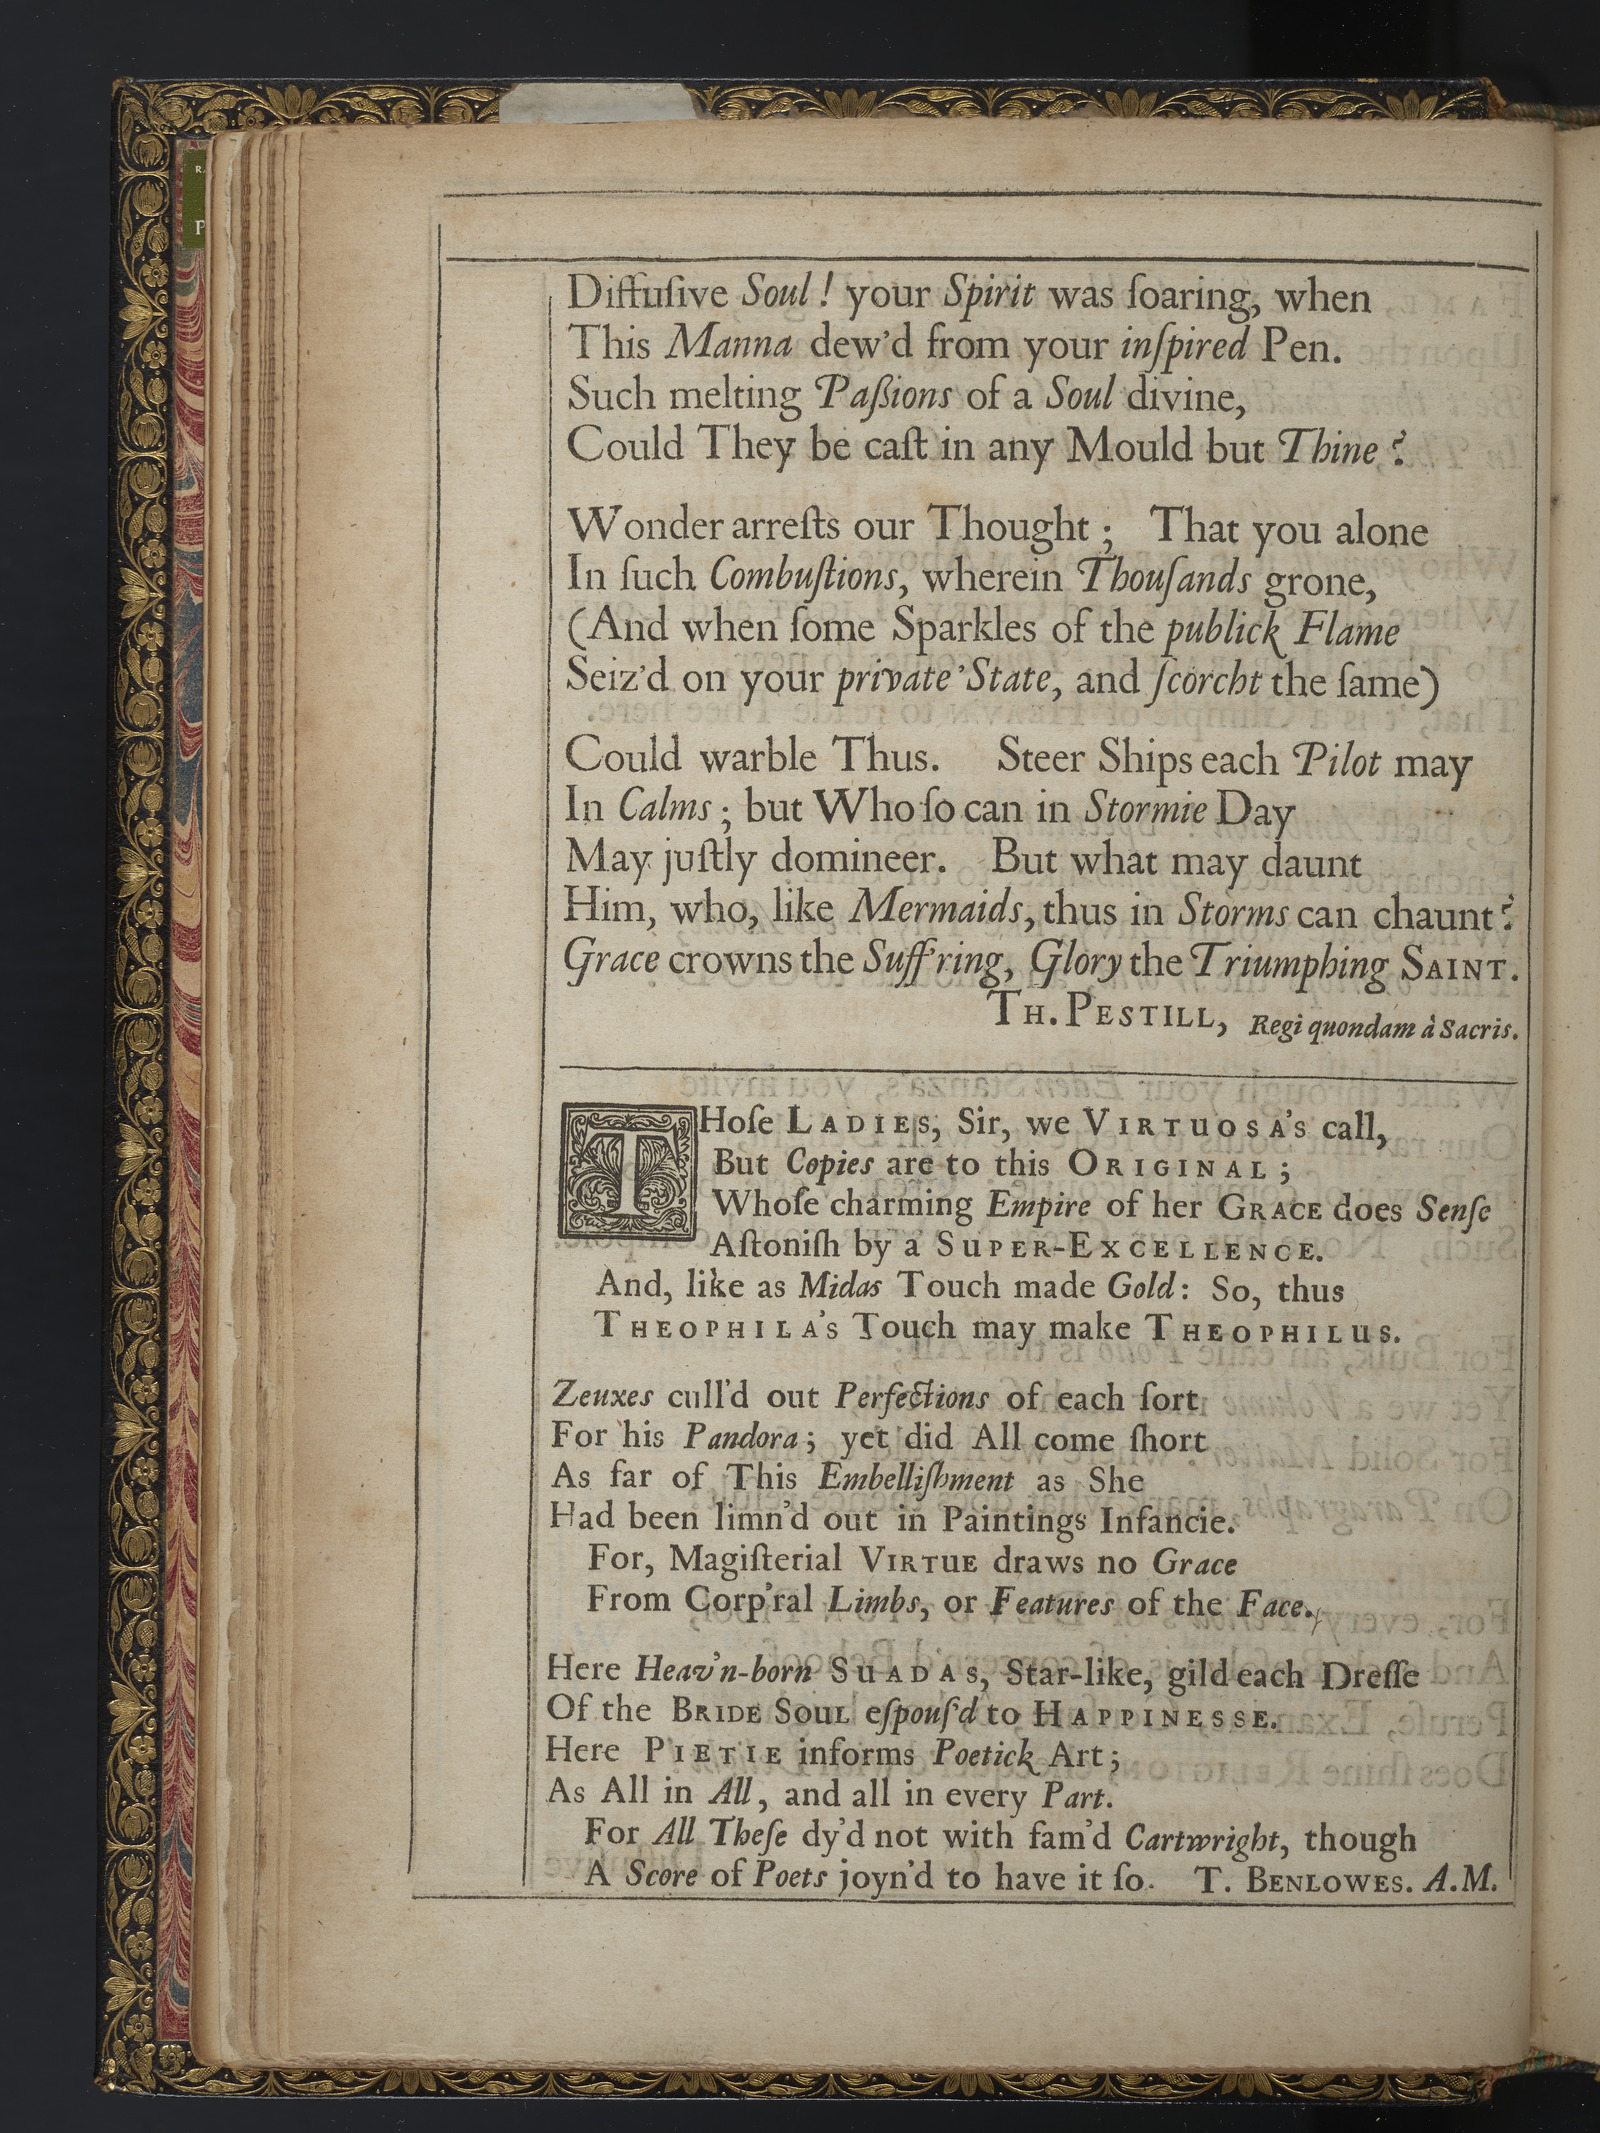 Diffuſive Soul! your Spirit was ſoaring, when
This Manna dew'd from your inſpired Pen.
Such melting Paßions of a Soul divine,
Could They be caſt in any Mould but Thine?
Wonder arreſts our Thought; That you alone
In ſuch Combuſtions, wherein Thouſands grone,
(And when ſome Sparkles of the publick Flame
Seiz'd on your private State, and ſcorcht the ſame)
Could warble Thus. Steer Ships each Pilot may
In Calms; but Who ſo can in Stormie Day
May juſtly domineer. But what may daunt
Him, who, like Mermaids, thus in Storms can chaunt?
Grace crowns the Suff'ring, Glory the Triumphing SAINT.
TH. PESTILL, Regi quondam à Sacris.
THoſe LADIES, Sir, we VIRTUOSA'S call,
But Copies are to this ORIGINAL;
Whoſe charming Empire of her GRACE does Senſe
Aſtoniſh by a SUPER-EXCELLENCE.
And, like as Midas Touch made Gold: So, thus
THEOPHILA'S Touch may make THEOPHILUS.
Zeuxes cull'd out Perfections of each ſort
For his Pandora; yet did All come ſhort
As far of This Embelliſhment as She
Had been limn'd out in Paintings Infancie.
For, Magiſterial VIRTUE draws no Grace
From Corp'ral Limbs, or Features of the Face.
Here Heav'n-born SUADAS, Star-like, gild each Dreſſe
Of the BRIDE SOUL eſpouſ'd to HAPPINESSE.
Here PIETIE informs Poetick Art;
As All in All, and all in every Part.
For All Theſe dy'd not with fam'd Cartwright, though
A Score of Poets joyn'd to have it ſo. T. BENLOWES. A.M.